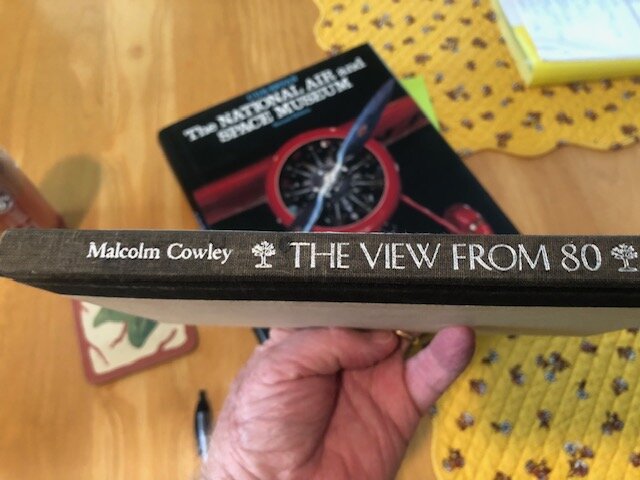 The NATIONAL AIR and
SPACE MUSEUM
Malcolm Cowley THE VIEW FROM 80